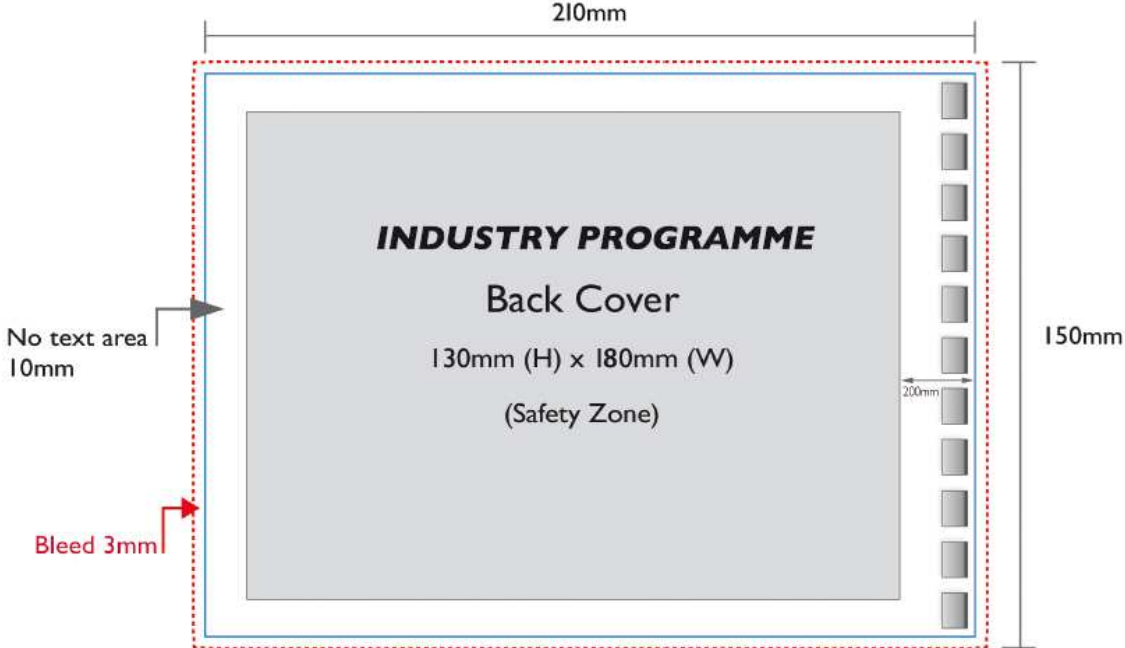 210mm
INDUSTRY PROGRAMME
Back Cover
130mm (H) x 180mm (W)
(Safety Zone)
No text area
10mm
150mm
200mm
Bleed 3mm